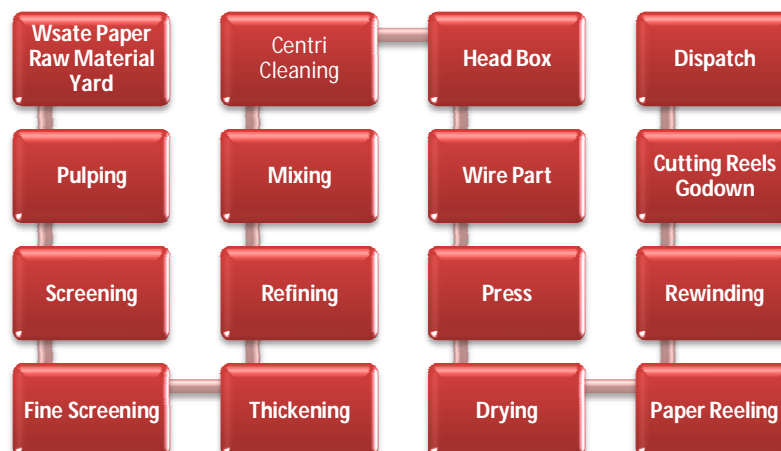 Wsate Paper
Raw Material
Yard
Pulping
Screening
Fine Screening
Thickening
Refining
Mixing
Centri
Cleaning
Head Box
Wire Part
Press
Drying
Paper Reeling
Rewinding
Cutting Reels
Godown
Dispatch